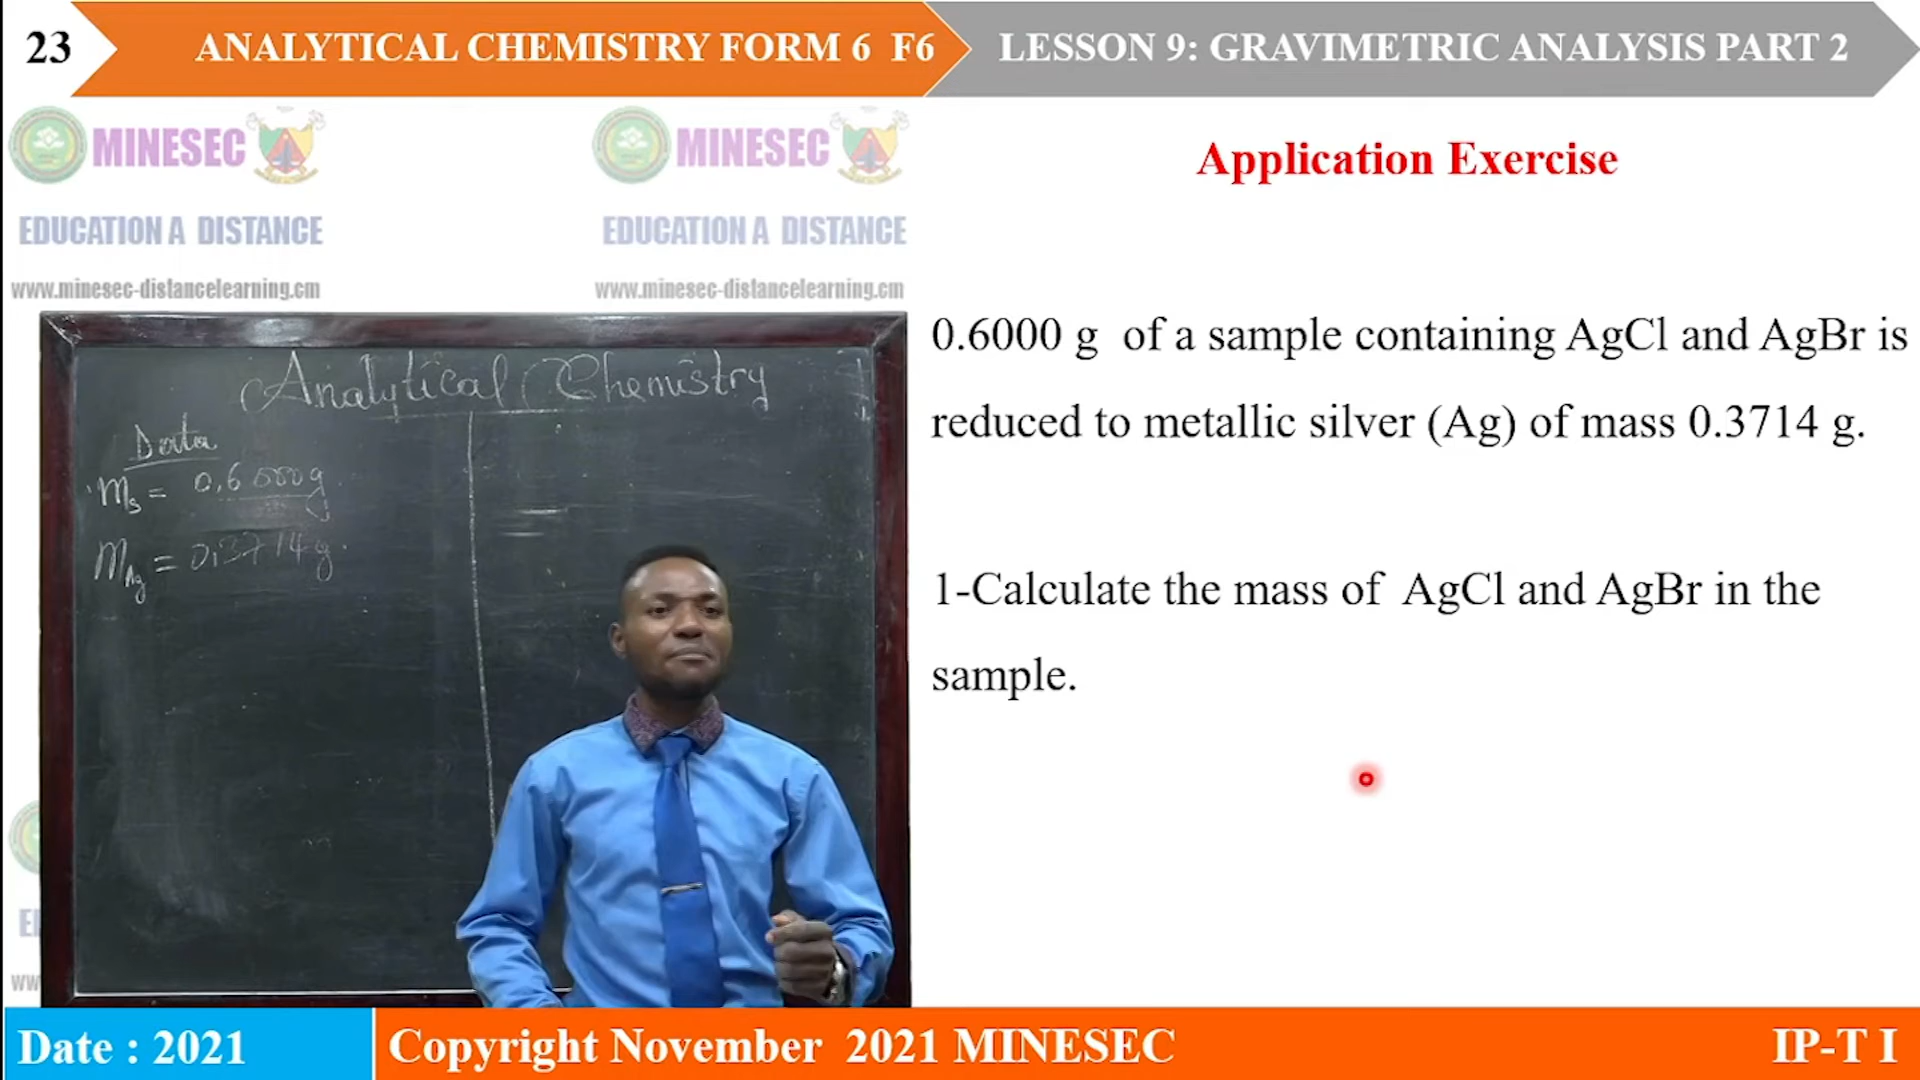 23
ANALYTICAL CHEMISTRY FORM 6 F6
LESSON 9: GRAVIMETRIC ANALYSIS PART 2
MINESEC
EDUCATION A DISTANCE
www.minesec-distancelearning.cm
MINESEC
EDUCATION A DISTANCE
www.minesec-distancelearning.cm
Analytical Chemistry
Data
Ms = 0,6000g
MAg = 0,3714g.
Application Exercise
0.6000 g of a sample containing AgCl and AgBr is
reduced to metallic silver (Ag) of mass 0.3714 g.
1-Calculate the mass of AgCl and AgBr in the
sample.
Date : 2021
Copyright November 2021 MINESEC
IP-T I